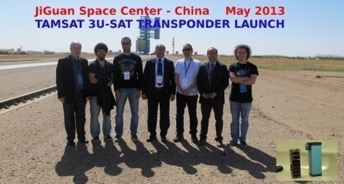 JiGuan Space Center - China    May 2013
TAMSAT 3U-SAT TRANSPONDER LAUNCH